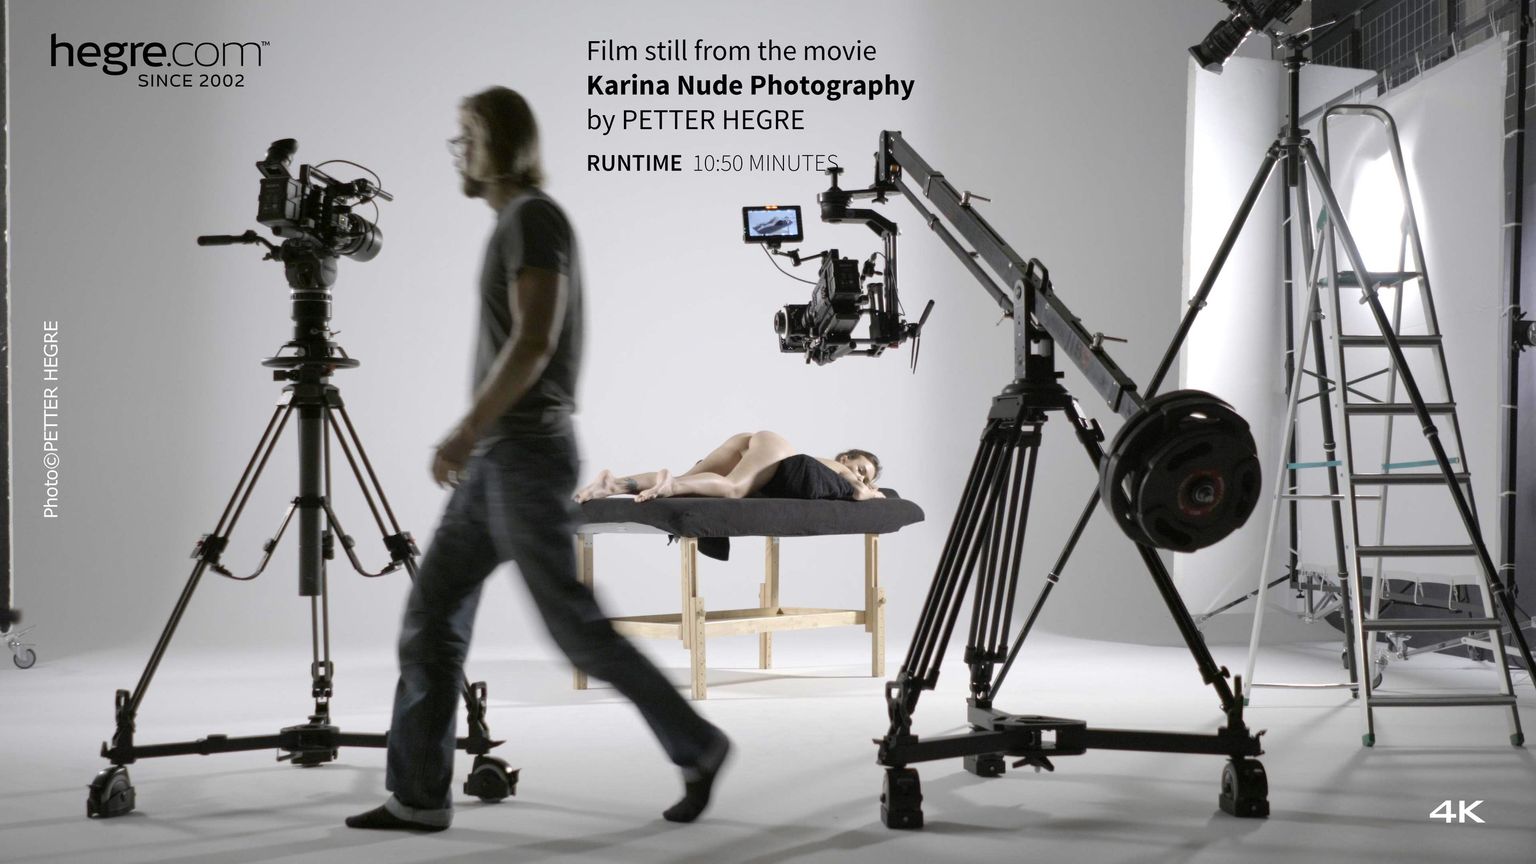 hegre.com™
SINCE 2002
Film still from the movie
Karina Nude Photography
by PETTER HEGRE
RUNTIME 10:50 MINUTES
Photo©PETTER HEGRE
4K